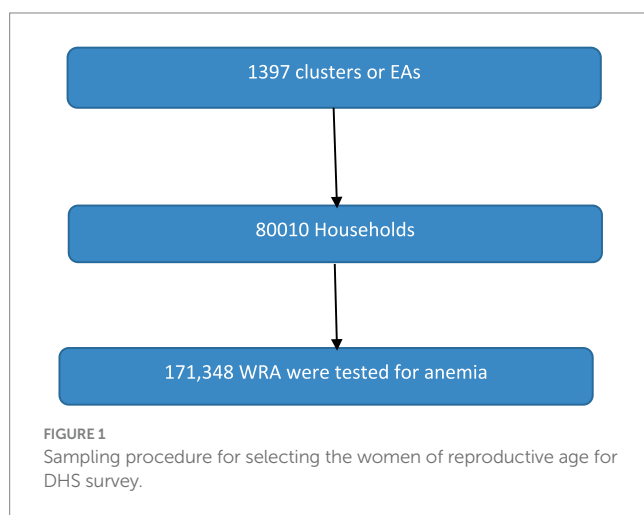 1397 clusters or EAs
80010 Households
171,348 WRA were tested for anemia
FIGURE 1
Sampling procedure for selecting the women of reproductive age for
DHS survey.